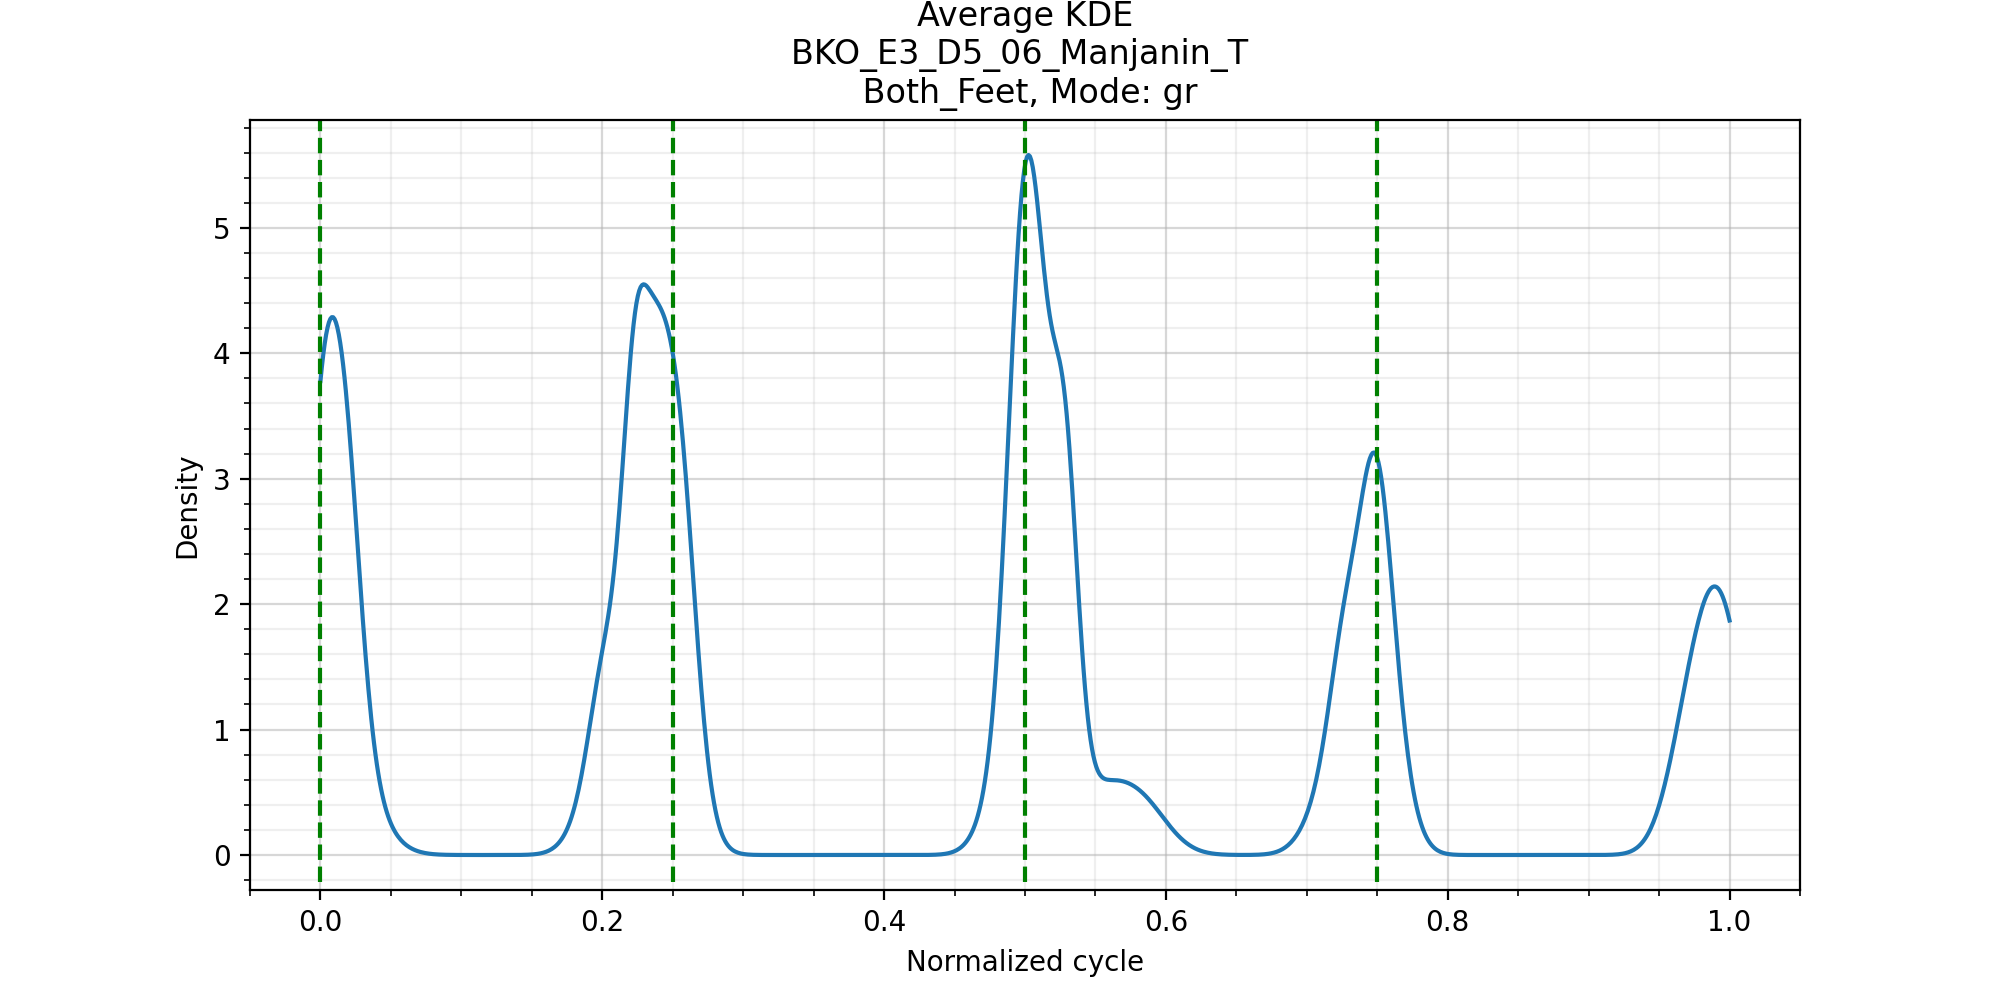 Average KDE
BKO_E3_D5_06_Manjanin_T
Both_Feet, Mode: gr
Density
5
4
3
2
1
0
0.0 0.2 0.4 0.6 0.8 1.0
Normalized cycle